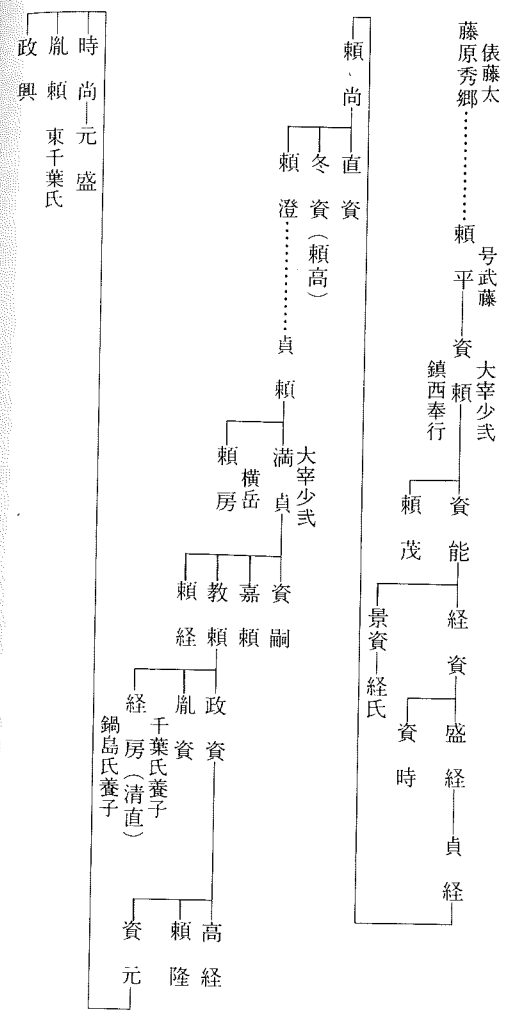 俵藤太
藤原秀郷
号武藤
頼平
大宰少弐
資頼
鎮西奉行
資能
頼茂
経資
景資
経氏
盛経
資時
貞経
頼尚
直資
冬資(頼高)
頼澄
貞頼
大宰少弐
満貞
横岳
頼房
資嗣
嘉頼
教頼
頼経
政資
胤資
千葉氏養子
経房(清直)
鍋島氏養子
高経
頼隆
資元
時尚
元盛
胤頼
東千葉氏
政興